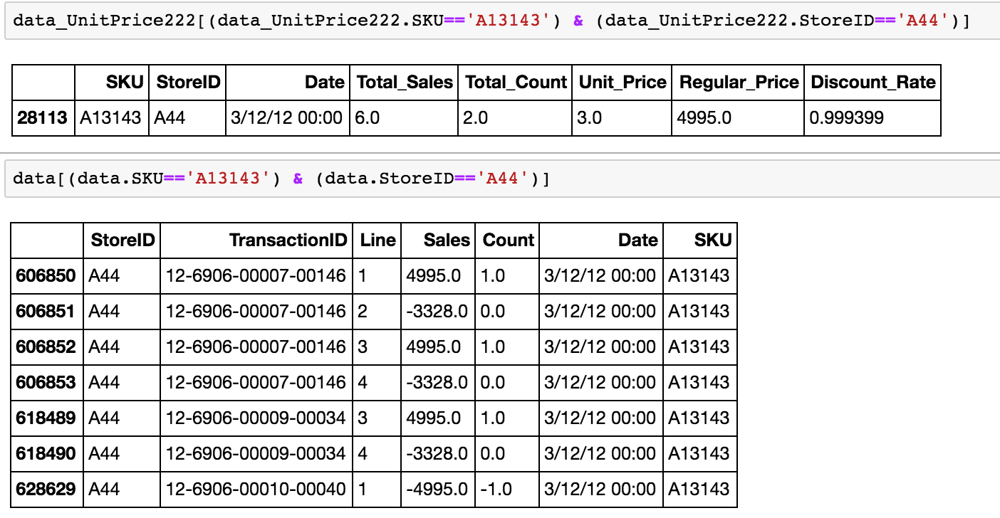 data_UnitPrice222[(data_UnitPrice222.SKU=='A13143') & (data_UnitPrice222.StoreID=='A44')]
SKU StoreID Date Total_Sales Total_Count Unit_Price Regular_Price Discount_Rate
28113 A13143 A44 3/12/12 00:00 6.0 2.0 3.0 4995.0 0.999399
data[(data.SKU=='A13143') & (data.StoreID=='A44')]
StoreID TransactionID Line Sales Count Date SKU
606850 A44 12-6906-00007-00146 1 4995.0 1.0 3/12/12 00:00 A13143
606851 A44 12-6906-00007-00146 2 -3328.0 0.0 3/12/12 00:00 A13143
606852 A44 12-6906-00007-00146 3 4995.0 1.0 3/12/12 00:00 A13143
606853 A44 12-6906-00007-00146 4 -3328.0 0.0 3/12/12 00:00 A13143
618489 A44 12-6906-00009-00034 3 4995.0 1.0 3/12/12 00:00 A13143
618490 A44 12-6906-00009-00034 4 -3328.0 0.0 3/12/12 00:00 A13143
628629 A44 12-6906-00010-00040 1 -4995.0 -1.0 3/12/12 00:00 A13143